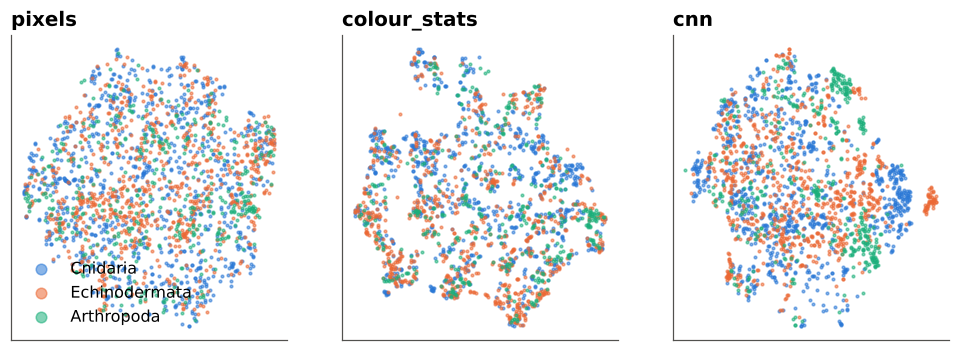 pixels
colour_stats
cnn
Cnidaria
Echinodermata
Arthropoda